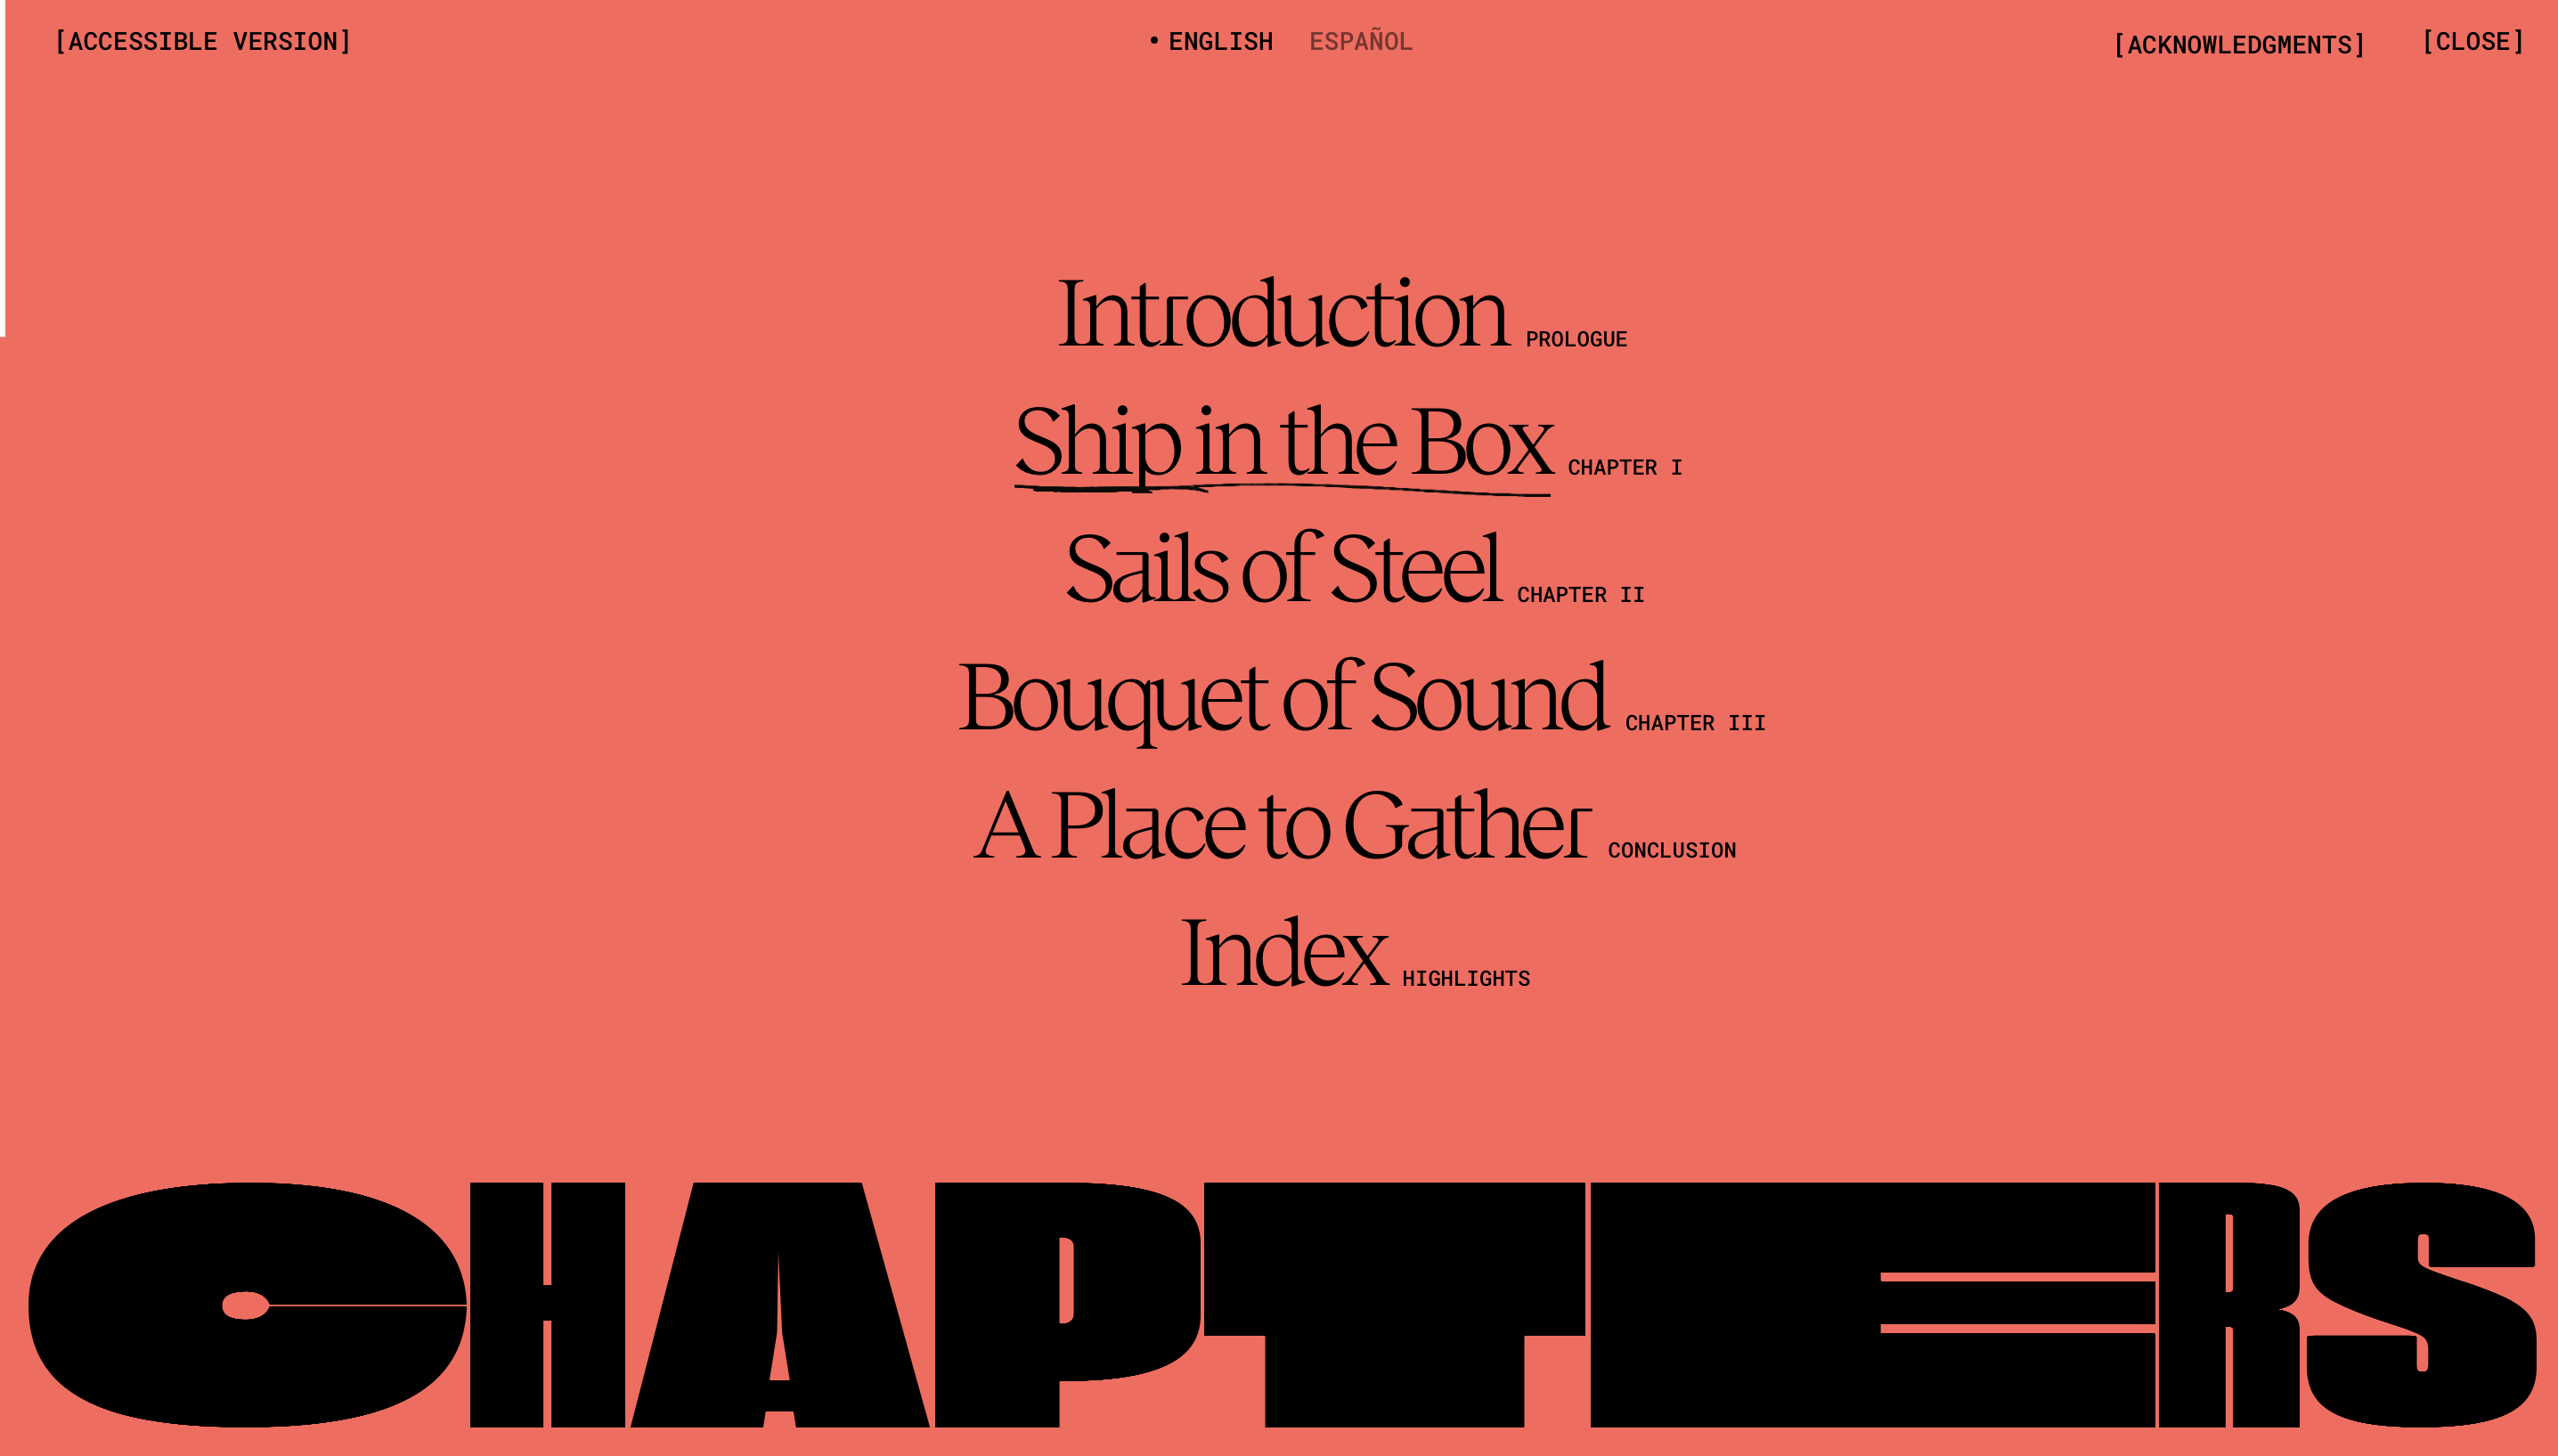 [ACCESSIBLE VERSION]
• ENGLISH ESPAÑOL
[ACKNOWLEDGMENTS] [CLOSE]
Introduction PROLOGUE
Ship in the Box CHAPTER I
Sails of Steel CHAPTER II
Bouquet of Sound CHAPTER III
A Place to Gather CONCLUSION
Index HIGHLIGHTS
CHAPTERS